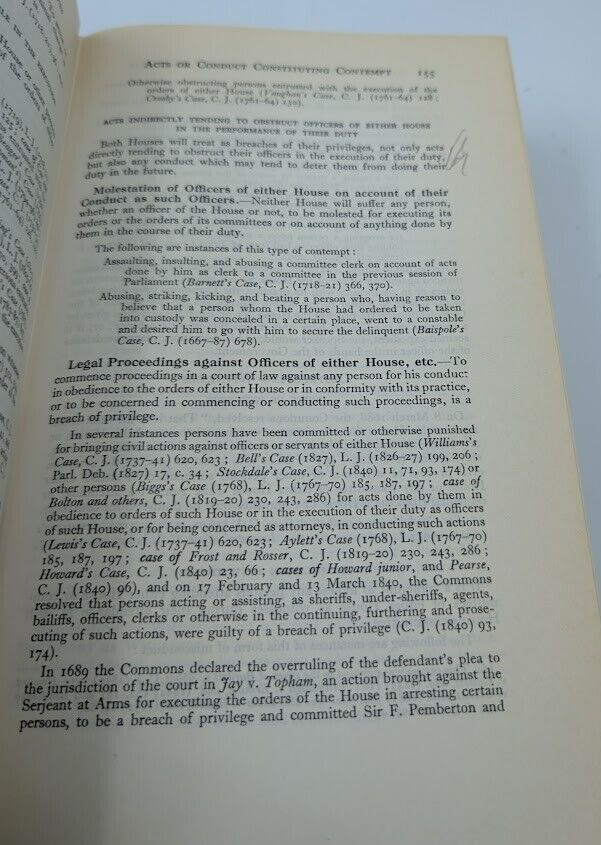 ACTS OR CONDUCT CONSTITUTING CONTEMPT 155
Otherwise obstructing persons entrusted with the execution of the
orders of either House (Vaughan's Case, C. J. (1761-64) 128;
Crosby's Case, C. J. (1761-64) 130).
ACTS INDIRECTLY TENDING TO OBSTRUCT OFFICERS OF EITHER HOUSE
IN THE PERFORMANCE OF THEIR DUTY
Both Houses will treat as breaches of their privileges, not only acts
directly tending to obstruct their officers in the execution of their duty,
but also any conduct which may tend to deter them from doing their
duty in the future.
Molestation of Officers of either House on account of their
Conduct as such Officers.—Neither House will suffer any person,
whether an officer of the House or not, to be molested for executing its
orders or the orders of its committees or on account of anything done by
them in the course of their duty.
The following are instances of this type of contempt :
Assaulting, insulting, and abusing a committee clerk on account of acts
done by him as clerk to a committee in the previous session of
Parliament (Barnett's Case, C. J. (1718-21) 366, 370).
Abusing, striking, kicking, and beating a person who, having reason to
believe that a person whom the House had ordered to be taken
into custody was concealed in a certain place, went to a constable
and desired him to go with him to secure the delinquent (Baispole's
Case, C. J. (1667-87) 678).
Legal Proceedings against Officers of either House, etc.—To
commence proceedings in a court of law against any person for his conduct
in obedience to the orders of either House or in conformity with its practice,
or to be concerned in commencing or conducting such proceedings, is a
breach of privilege.
In several instances persons have been committed or otherwise punished
for bringing civil actions against officers or servants of either House (Williams's
Case, C. J. (1737-41) 620, 623 ; Bell's Case (1827), L. J. (1826-27) 199, 206 ;
Parl. Deb. (1827) 17, c. 34 ; Stockdale's Case, C. J. (1840) 11, 71, 93, 174) or
other persons (Biggs's Case (1768), L. J. (1767-70) 185, 187, 197 ; case of
Bolton and others, C. J. (1819-20) 230, 243, 286) for acts done by them in
obedience to orders of such House or in the execution of their duty as officers
of such House, or for being concerned as attorneys, in conducting such actions
(Lewis's Case, C. J. (1737-41) 620, 623 ; Aylett's Case (1768), L. J. (1767-70)
185, 187, 197 ; case of Frost and Rosser, C. J. (1819-20) 230, 243, 286 ;
Howard's Case, C. J. (1840) 23, 66 ; cases of Howard junior, and Pearse,
C. J. (1840) 96), and on 17 February and 13 March 1840, the Commons
resolved that persons acting or assisting, as sheriffs, under-sheriffs, agents,
bailiffs, officers, clerks or otherwise in the continuing, furthering and prose-
cuting of such actions, were guilty of a breach of privilege (C. J. (1840) 93,
174).
In 1689 the Commons declared the overruling of the defendant's plea to
the jurisdiction of the court in Jay v. Topham, an action brought against the
Serjeant at Arms for executing the orders of the House in arresting certain
persons, to be a breach of privilege and committed Sir F. Pemberton and